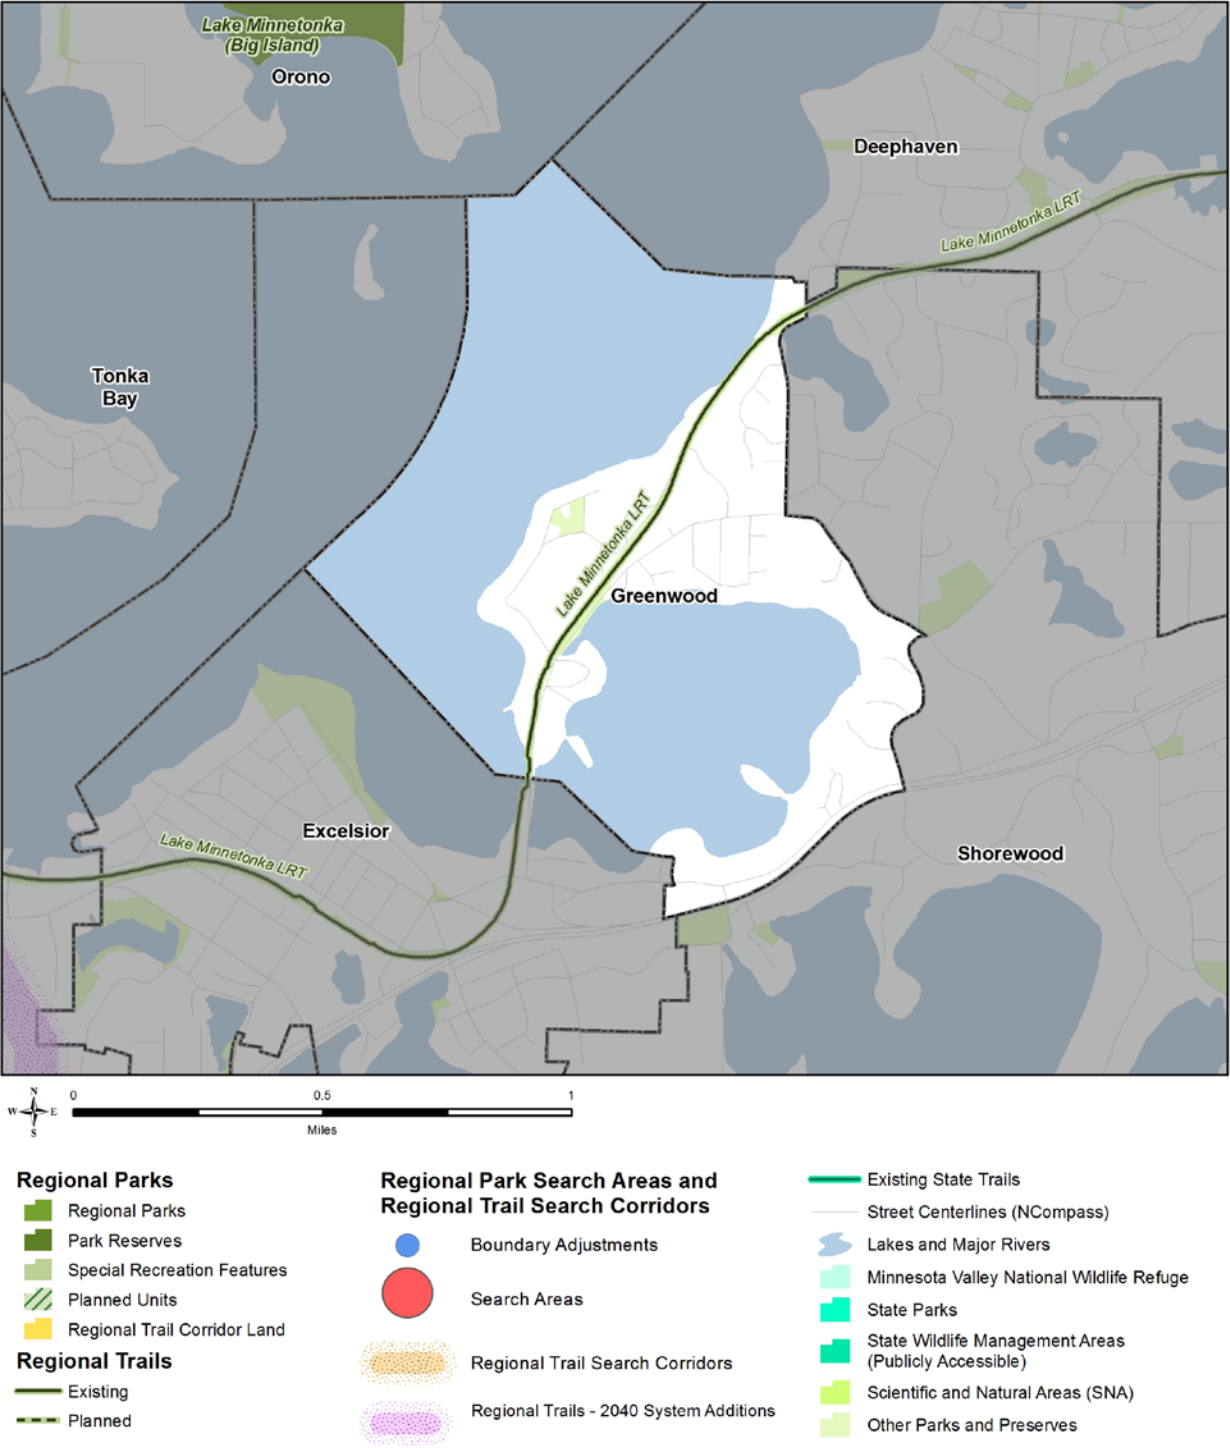 Lake Minnetonka
(Big Island)
Orono
Deephaven
Lake Minnetonka LRT
Tonka
Bay
Lake Minnetonka LRT
Greenwood
Excelsior
Lake Minnetonka LRT
Shorewood
N
W E
S
0 0.5 1
Miles
Regional Parks
Regional Parks
Park Reserves
Special Recreation Features
Planned Units
Regional Trail Corridor Land
Regional Trails
Existing
Planned
Regional Park Search Areas and
Regional Trail Search Corridors
Boundary Adjustments
Search Areas
Regional Trail Search Corridors
Regional Trails - 2040 System Additions
Existing State Trails
Street Centerlines (NCompass)
Lakes and Major Rivers
Minnesota Valley National Wildlife Refuge
State Parks
State Wildlife Management Areas
(Publicly Accessible)
Scientific and Natural Areas (SNA)
Other Parks and Preserves